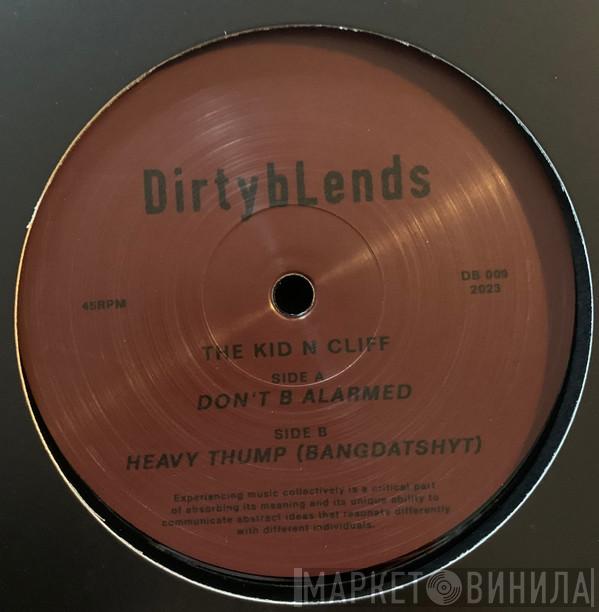 DirtybLends
45RPM
DB 009
2023
THE KID N CLIFF
SIDE A
DON'T B ALARMED
SIDE B
HEAVY THUMP (BANGDATSHYT)
Experiencing music collectively is a critical part
of absorbing its meaning and its unique ability to
communicate abstract ideas that resonate differently
with different individuals.
МАРКЕТ ВИНИЛА